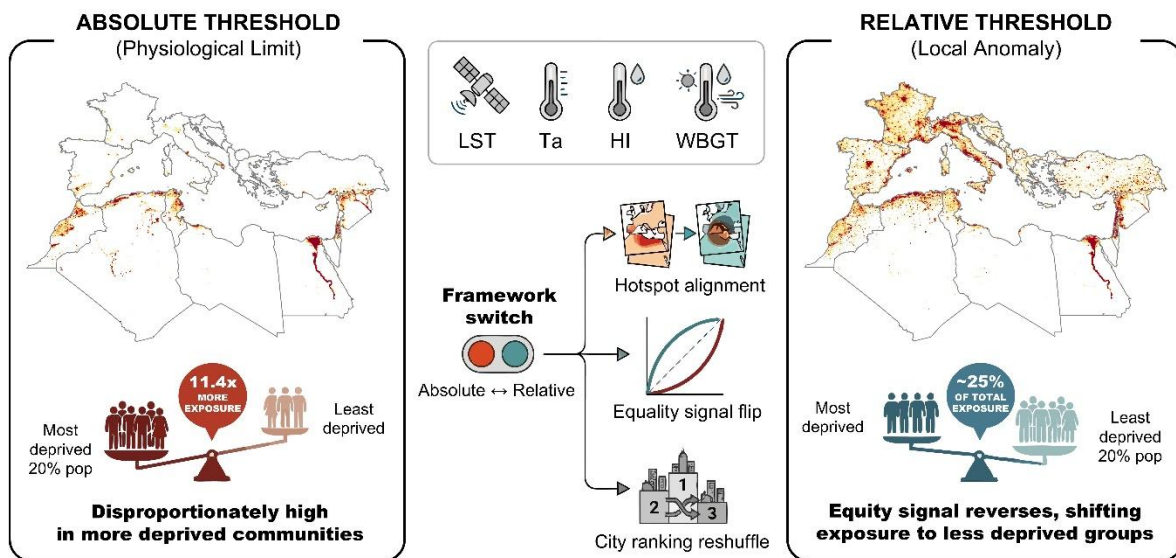 ABSOLUTE THRESHOLD
(Physiological Limit)
11.4x
MORE
EXPOSURE
Most
deprived
20% pop
Least
deprived
Disproportionately high
in more deprived communities
LST
Ta
HI
WBGT
Framework
switch
Absolute ↔ Relative
Hotspot alignment
Equality signal flip
1
2
3
City ranking reshuffle
RELATIVE THRESHOLD
(Local Anomaly)
~25%
OF TOTAL
EXPOSURE
Most
deprived
Least
deprived
20% pop
Equity signal reverses, shifting
exposure to less deprived groups